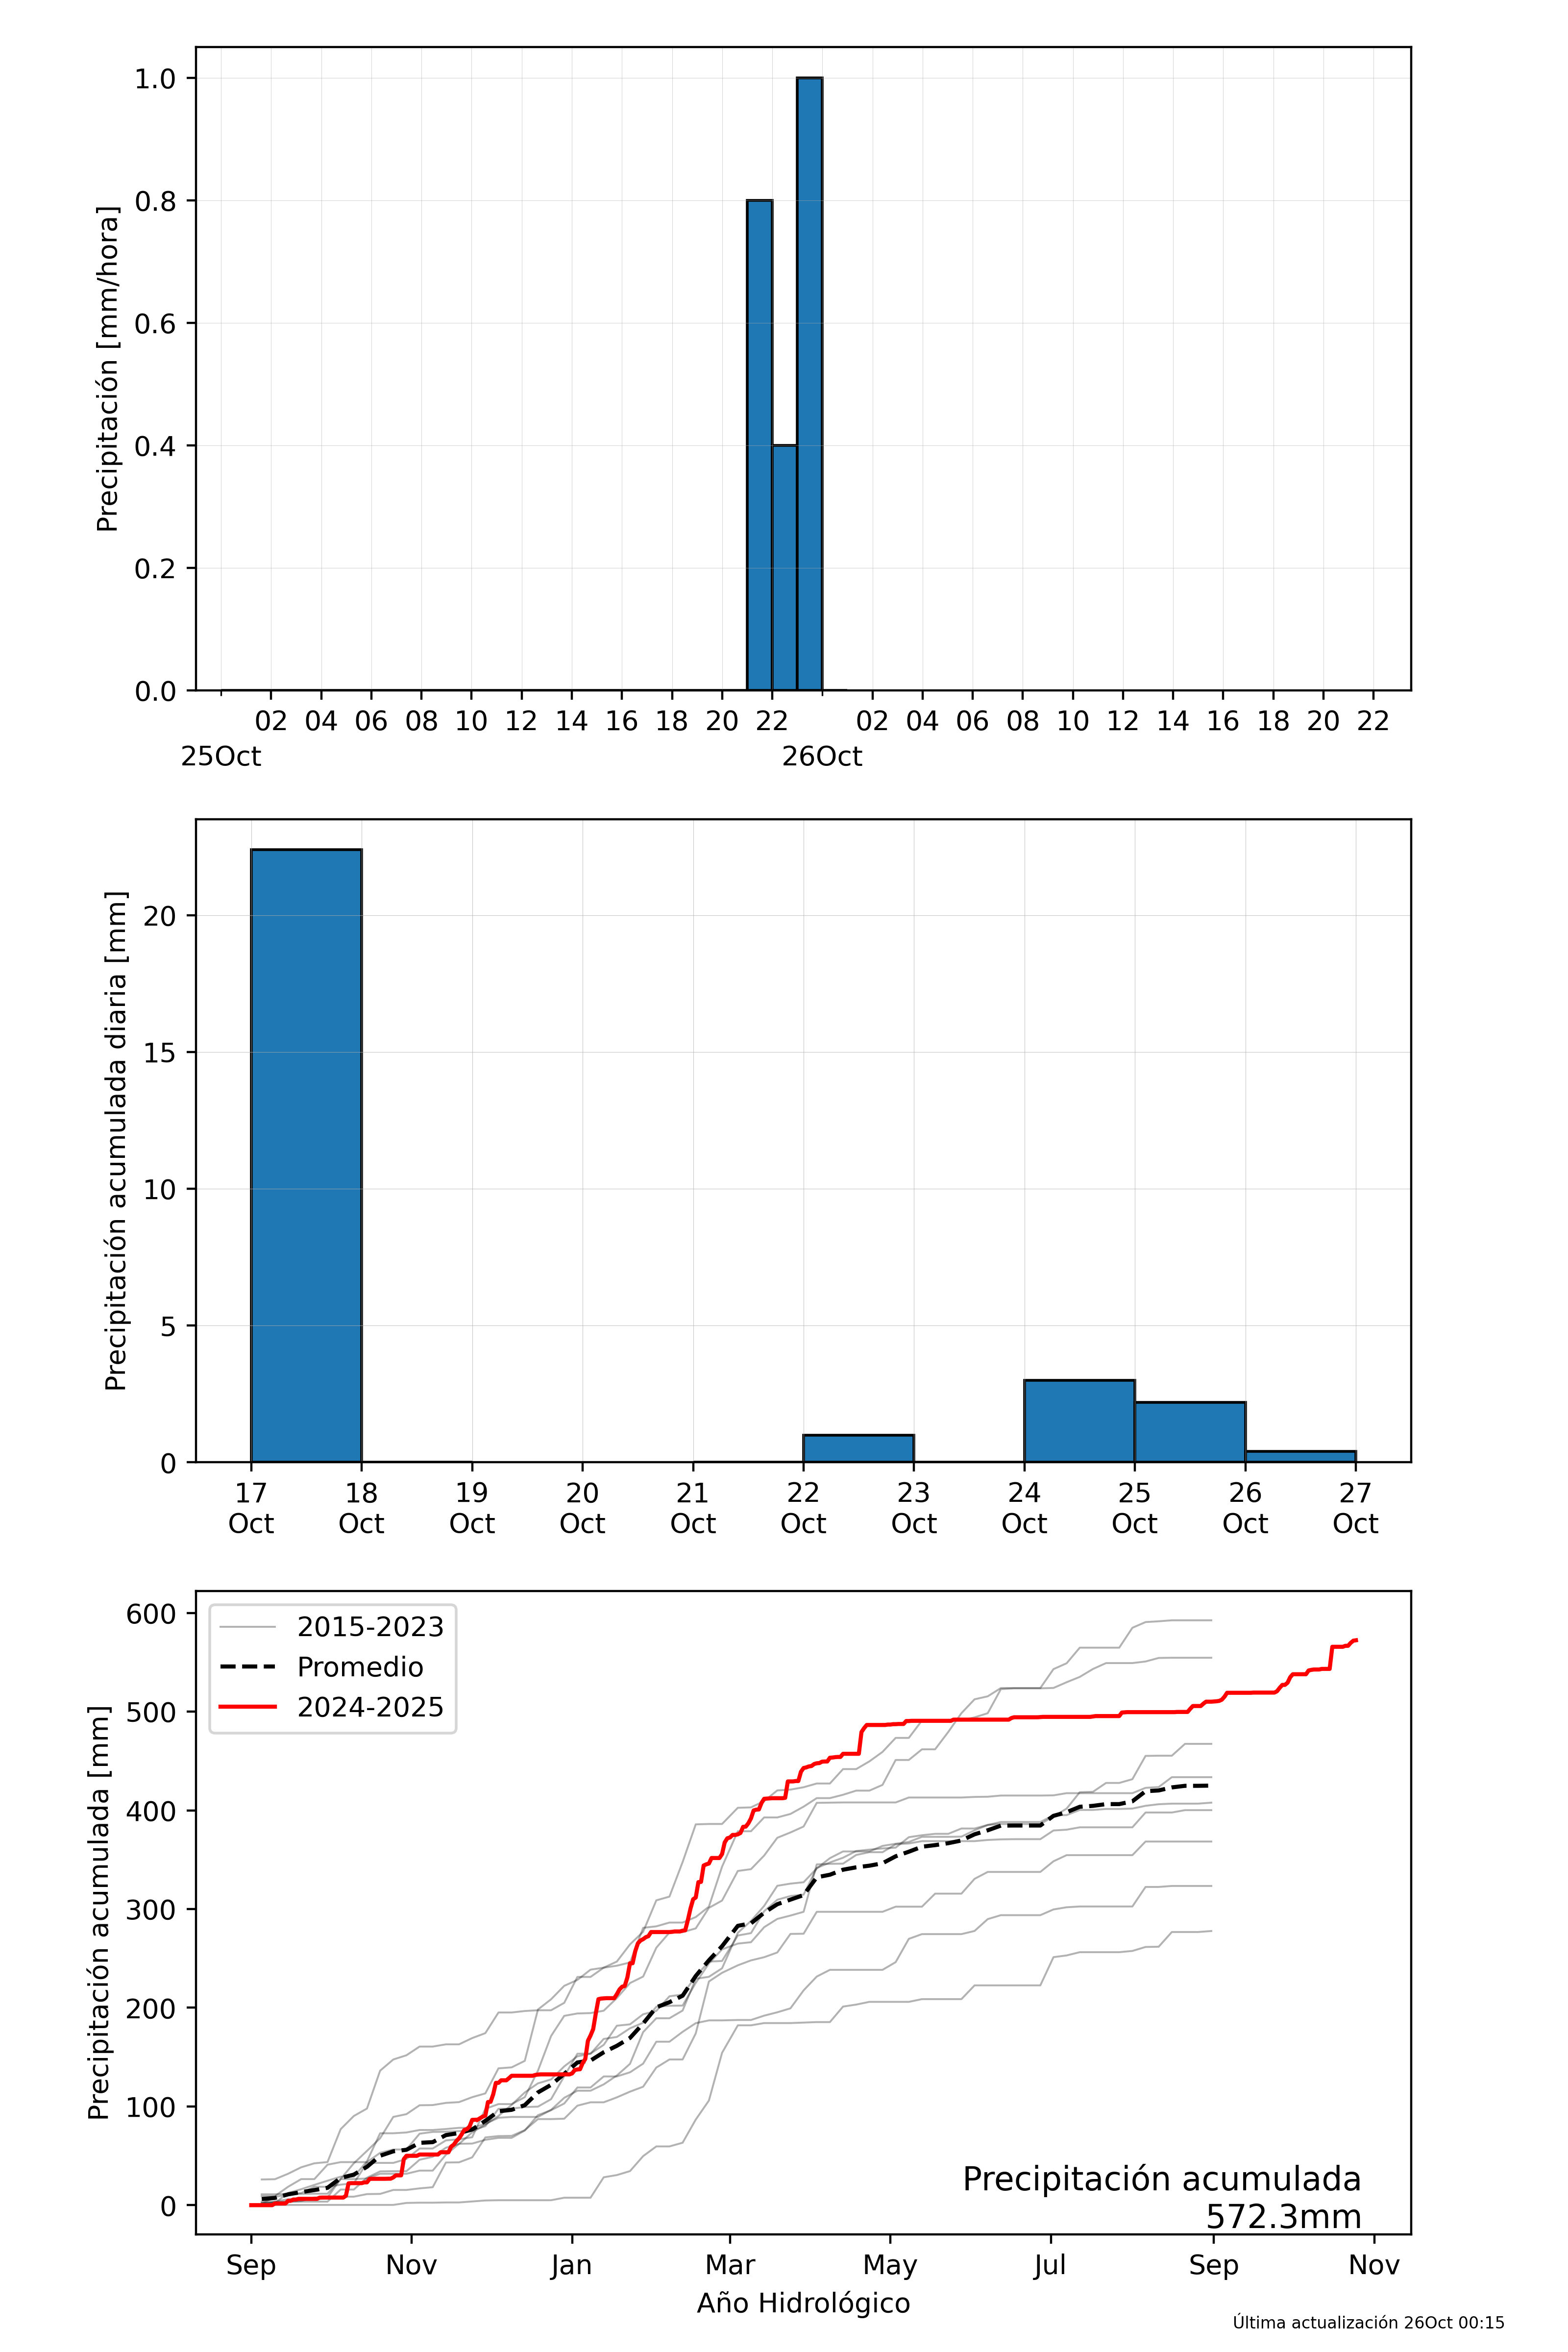 Precipitación [mm/hora]
1.0
0.8
0.6
0.4
0.2
0.0
02 04 06 08 10 12 14 16 18 20 22 02 04 06 08 10 12 14 16 18 20 22
25Oct 26Oct
Precipitación acumulada diaria [mm]
20
15
10
5
0
17 18 19 20 21 22 23 24 25 26 27
Oct Oct Oct Oct Oct Oct Oct Oct Oct Oct Oct
Precipitación acumulada [mm]
600
500
400
300
200
100
0
2015-2023
Promedio
2024-2025
Precipitación acumulada
572.3mm
Sep Nov Jan Mar May Jul Sep Nov
Año Hidrológico
Última actualización 26Oct 00:15